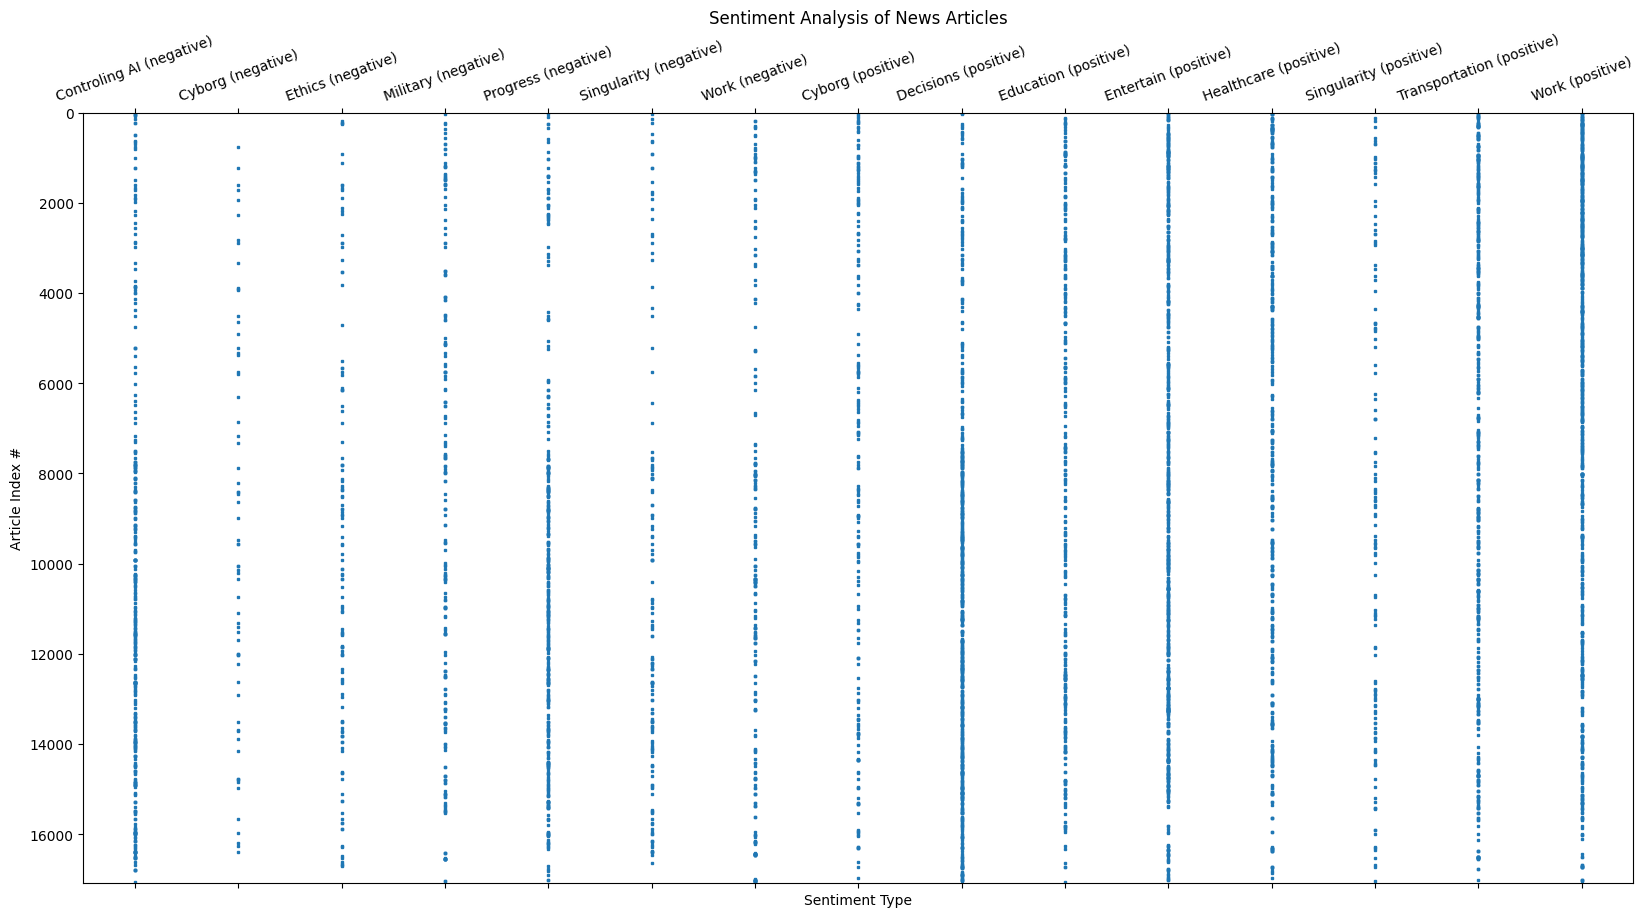 Sentiment Analysis of News Articles
Controling AI (negative)
Cyborg (negative)
Ethics (negative)
Military (negative)
Progress (negative)
Singularity (negative)
Work (negative)
Cyborg (positive)
Decisions (positive)
Education (positive)
Entertain (positive)
Healthcare (positive)
Singularity (positive)
Transportation (positive)
Work (positive)
0
2000
4000
6000
8000
10000
12000
14000
16000
Article Index #
Sentiment Type